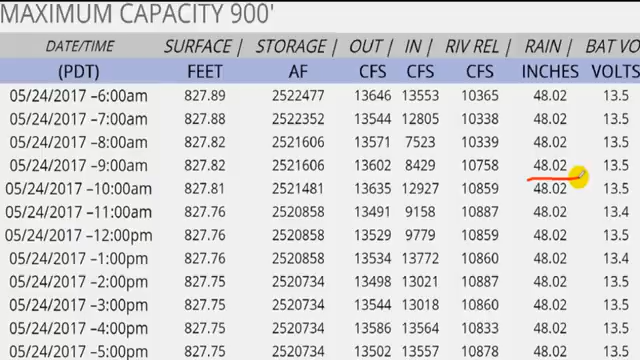 MAXIMUM CAPACITY 900'
DATE/TIME SURFACE | STORAGE | OUT | IN | RIV REL | RAIN | BAT VO
(PDT) FEET AF CFS CFS CFS INCHES VOLTS
05/24/2017 –6:00am 827.89 2522477 13646 13553 10365 48.02 13.5
05/24/2017 –7:00am 827.88 2522352 13544 12805 10338 48.02 13.5
05/24/2017 –8:00am 827.82 2521606 13571 7523 10339 48.02 13.5
05/24/2017 –9:00am 827.82 2521606 13602 8429 10758 48.02 13.5
05/24/2017 –10:00am 827.81 2521481 13635 12927 10859 48.02 13.5
05/24/2017 –11:00am 827.76 2520858 13491 9158 10887 48.02 13.4
05/24/2017 –12:00pm 827.76 2520858 13529 9779 10859 48.02 13.5
05/24/2017 –1:00pm 827.76 2520858 13534 13772 10860 48.02 13.4
05/24/2017 –2:00pm 827.75 2520734 13498 13021 10887 48.02 13.5
05/24/2017 –3:00pm 827.75 2520734 13544 13018 10860 48.02 13.5
05/24/2017 –4:00pm 827.75 2520734 13586 13564 10833 48.02 13.5
05/24/2017 –5:00pm 827.75 2520734 13502 13557 10878 48.02 13.5